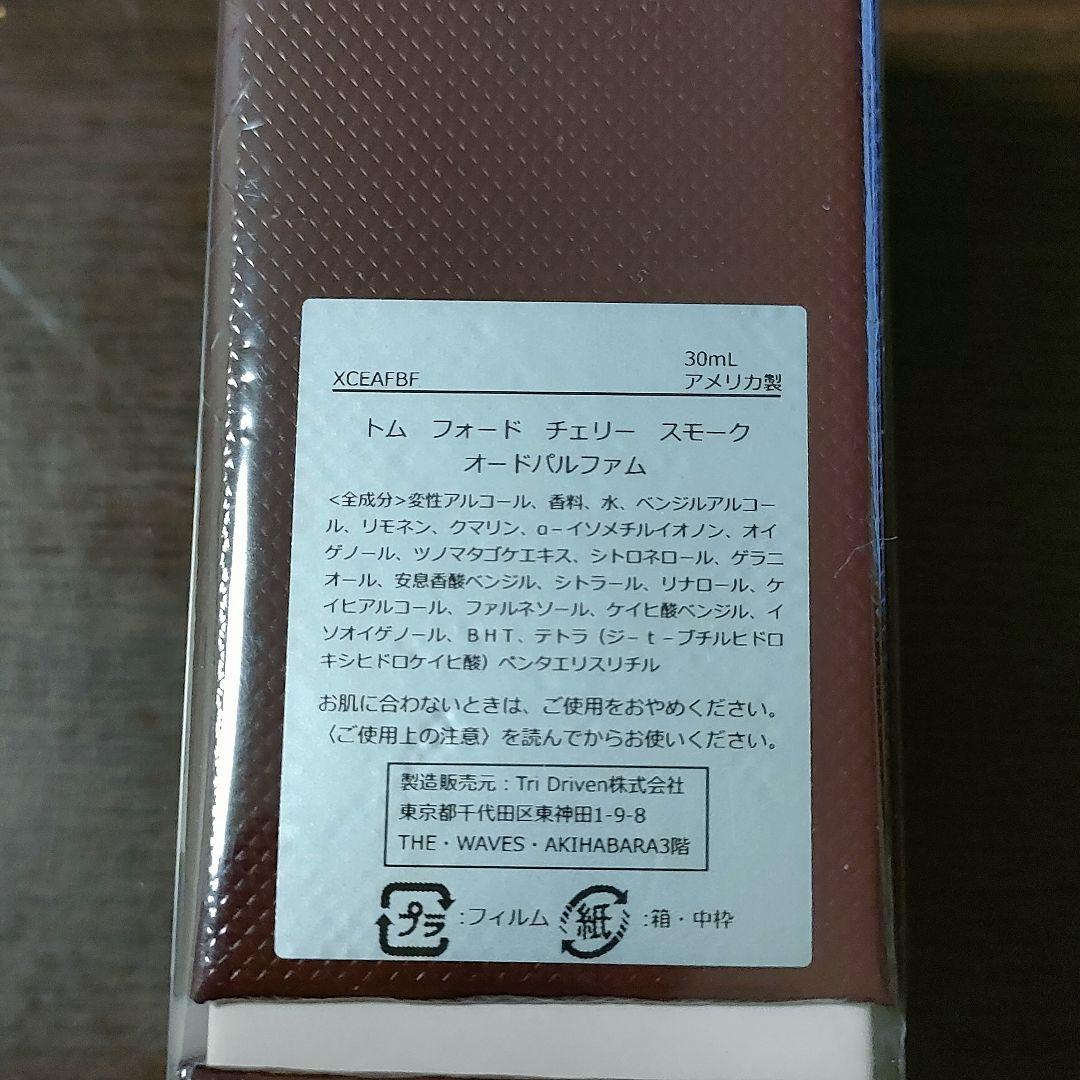 30mL
XCEAFBF アメリカ製
トム フォード チェリー スモーク
オードパルファム
<全成分>変性アルコール、香料、水、ベンジルアルコー
ル、リモネン、クマリン、α－イソメチルイオノン、オイ
ゲノール、ツノマタゴケエキス、シトロネロール、ゲラニ
オール、安息香酸ベンジル、シトラール、リナロール、ケ
イヒアルコール、ファルネソール、ケイヒ酸ベンジル、イ
ソオイゲノール、ＢＨＴ、テトラ（ジ－ｔ－ブチルヒドロ
キシヒドロケイヒ酸）ペンタエリスリチル
お肌に合わないときは、ご使用をおやめください。
〈ご使用上の注意〉を読んでからお使いください。
製造販売元：Tri Driven株式会社
東京都千代田区東神田1-9-8
THE・WAVES・AKIHABARA3階
プラ:フィルム 紙:箱・中枠